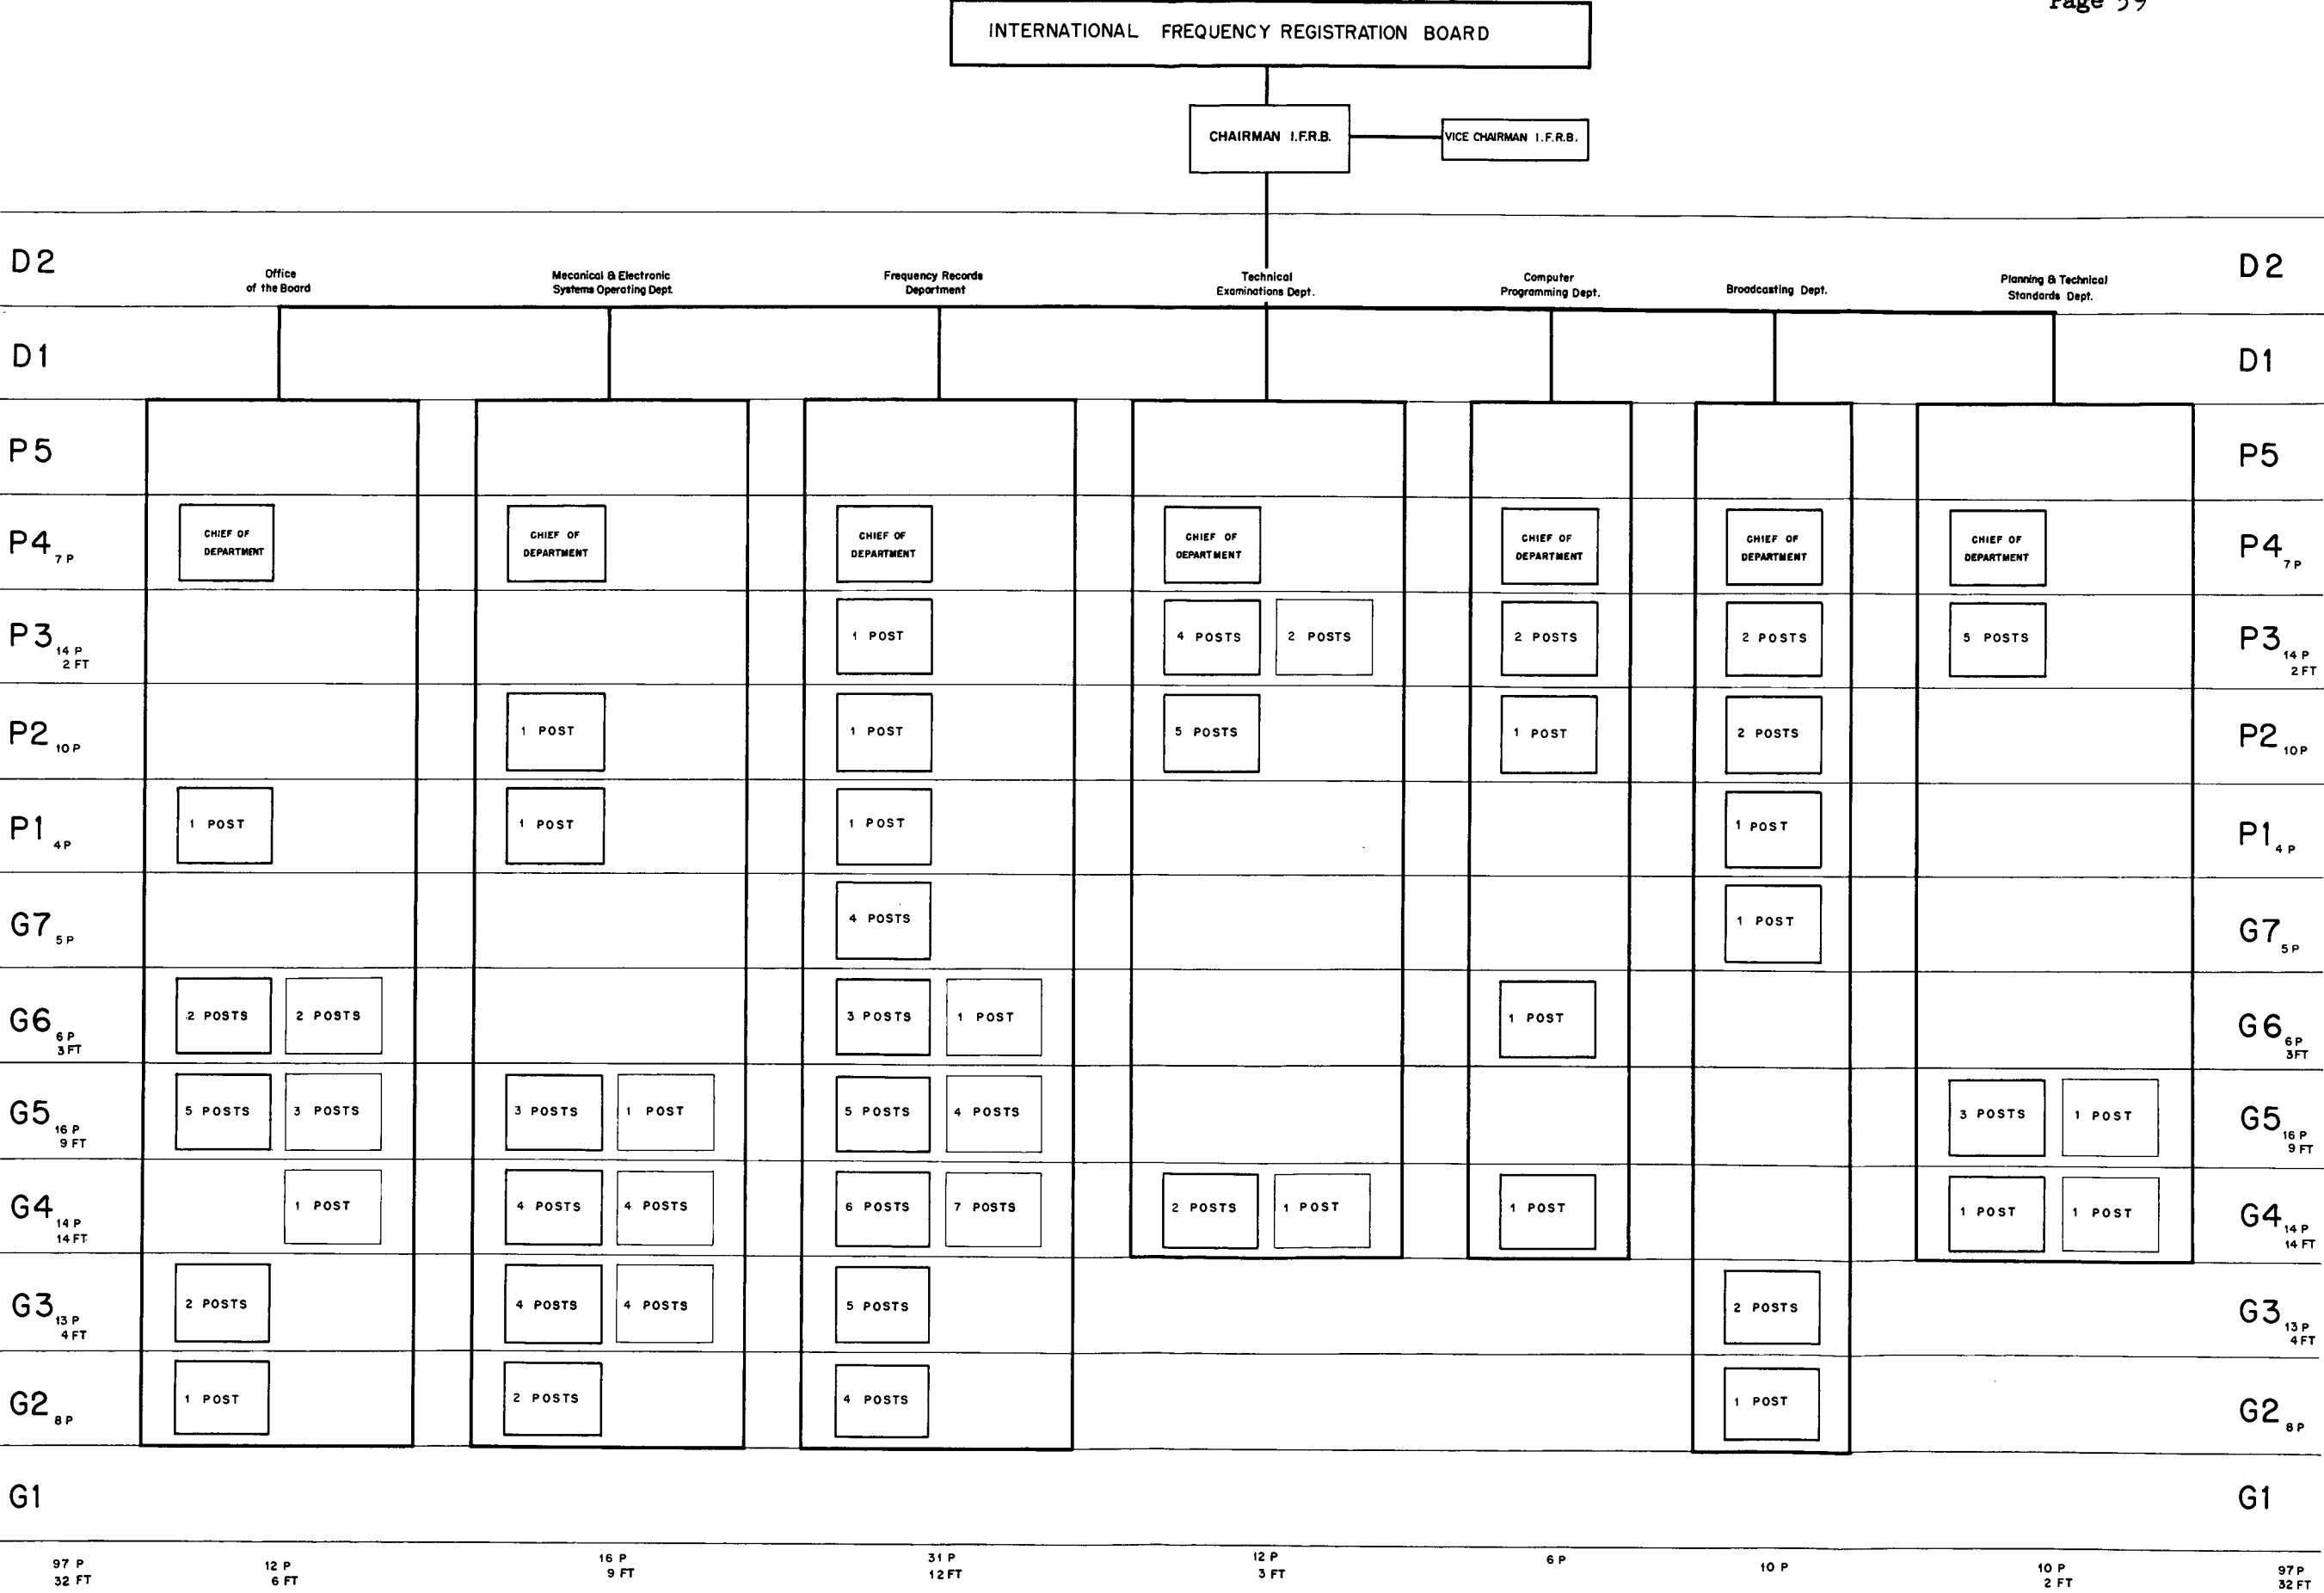 Page 59
INTERNATIONAL FREQUENCY REGISTRATION BOARD
CHAIRMAN I.F.R.B.
VICE CHAIRMAN I.F.R.B.
D2
Office
of the Board
Mecanical & Electronic
Systems Operating Dept.
Frequency Records
Department
Technical
Examinations Dept.
Computer
Programming Dept.
Broadcasting Dept.
Planning & Technical
Standards Dept.
D2
D1
D1
P5
P5
P4 7 P
CHIEF OF
DEPARTMENT
CHIEF OF
DEPARTMENT
CHIEF OF
DEPARTMENT
CHIEF OF
DEPARTMENT
CHIEF OF
DEPARTMENT
CHIEF OF
DEPARTMENT
CHIEF OF
DEPARTMENT
P4 7 P
P3 14 P
2 FT
1 POST
4 POSTS
2 POSTS
2 POSTS
2 POSTS
5 POSTS
P3 14 P
2 FT
P2 10 P
1 POST
1 POST
5 POSTS
1 POST
2 POSTS
P2 10 P
P1 4 P
1 POST
1 POST
1 POST
1 POST
P1 4 P
G7 5 P
4 POSTS
1 POST
G7 5 P
G6 6 P
3 FT
2 POSTS
2 POSTS
3 POSTS
1 POST
1 POST
G6 6 P
3 FT
G5 16 P
9 FT
5 POSTS
3 POSTS
3 POSTS
1 POST
5 POSTS
4 POSTS
3 POSTS
1 POST
G5 16 P
9 FT
G4 14 P
14 FT
1 POST
4 POSTS
4 POSTS
6 POSTS
7 POSTS
2 POSTS
1 POST
1 POST
1 POST
1 POST
G4 14 P
14 FT
G3 13 P
4 FT
2 POSTS
4 POSTS
4 POSTS
5 POSTS
2 POSTS
G3 13 P
4 FT
G2 8 P
1 POST
2 POSTS
4 POSTS
1 POST
G2 8 P
G1
G1
97 P
32 FT
12 P
6 FT
16 P
9 FT
31 P
12 FT
12 P
3 FT
6 P
10 P
10 P
2 FT
97 P
32 FT